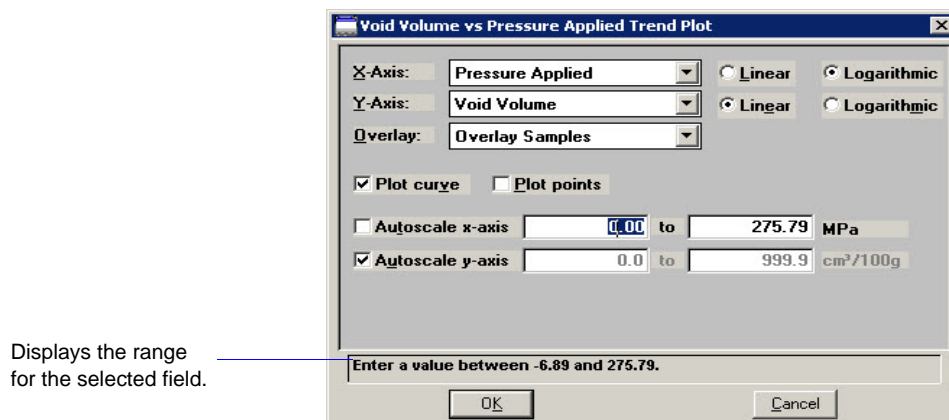 Void Volume vs Pressure Applied Trend Plot
X-Axis: Pressure Applied Linear Logarithmic
Y-Axis: Void Volume Linear Logarithmic
Overlay: Overlay Samples
Plot curve Plot points
Autoscale x-axis 0.00 to 275.79 MPa
Autoscale y-axis 0.0 to 999.9 cm³/100g
Displays the range
for the selected field.
Enter a value between -6.89 and 275.79.
OK Cancel